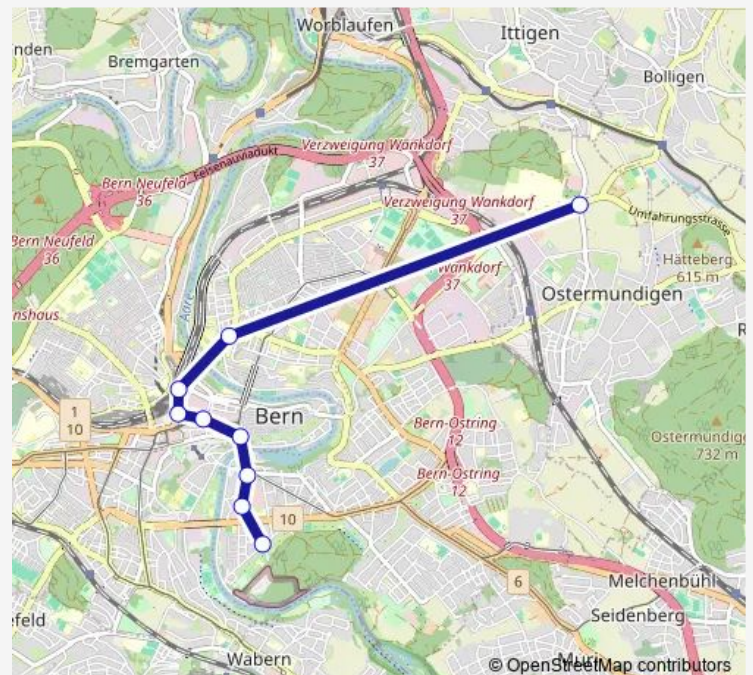 Worblaufen
Ittigen
nden
Bremgarten
Bolligen
Verzweigung Wankdorf
37
Felsenauviadukt
Bern Neufeld
36
Verzweigung Wankdorf
37
Umfahrungsstrasse
Bern Neufeld
36
Hätteberg
615 m
Wankdorf
37
Ostermundigen
nshaus
Aare
R
1
10
Bern
Bern-Ostring
12
Ostermundige
732 m
Bern-Ostring
12
10
6
Melchenbühl
Seidenberg
efeld
Wabern
Muri
© OpenStreetMap contributors